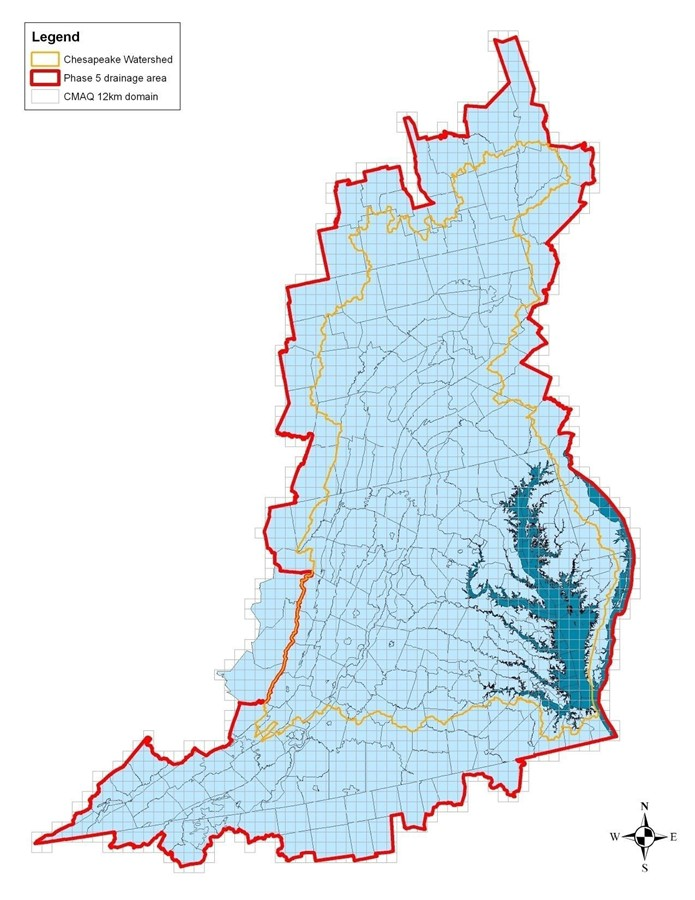 Legend
Chesapeake Watershed
Phase 5 drainage area
CMAQ 12km domain
N
W E
S